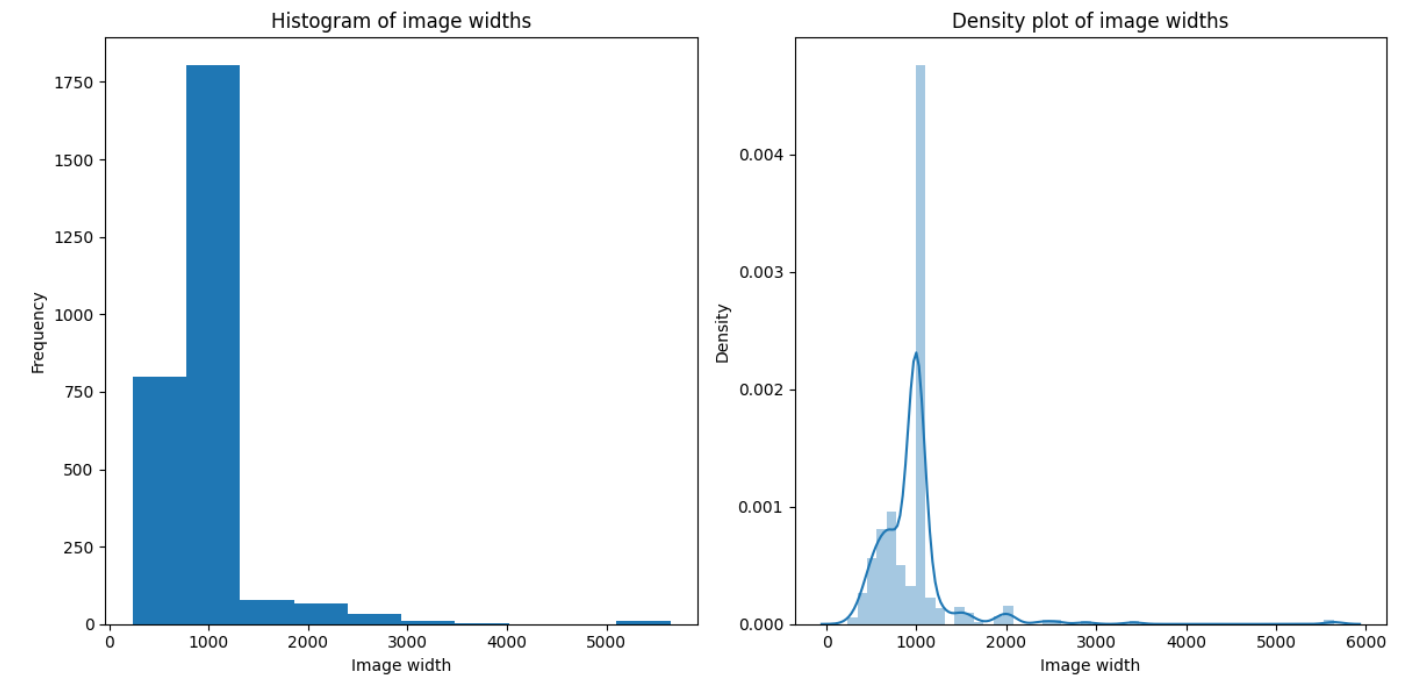 Histogram of image widths
1750
1500
1250
1000
750
500
250
0
Frequency
0 1000 2000 3000 4000 5000
Image width
Density plot of image widths
0.004
0.003
0.002
0.001
0.000
Density
0 1000 2000 3000 4000 5000 6000
Image width